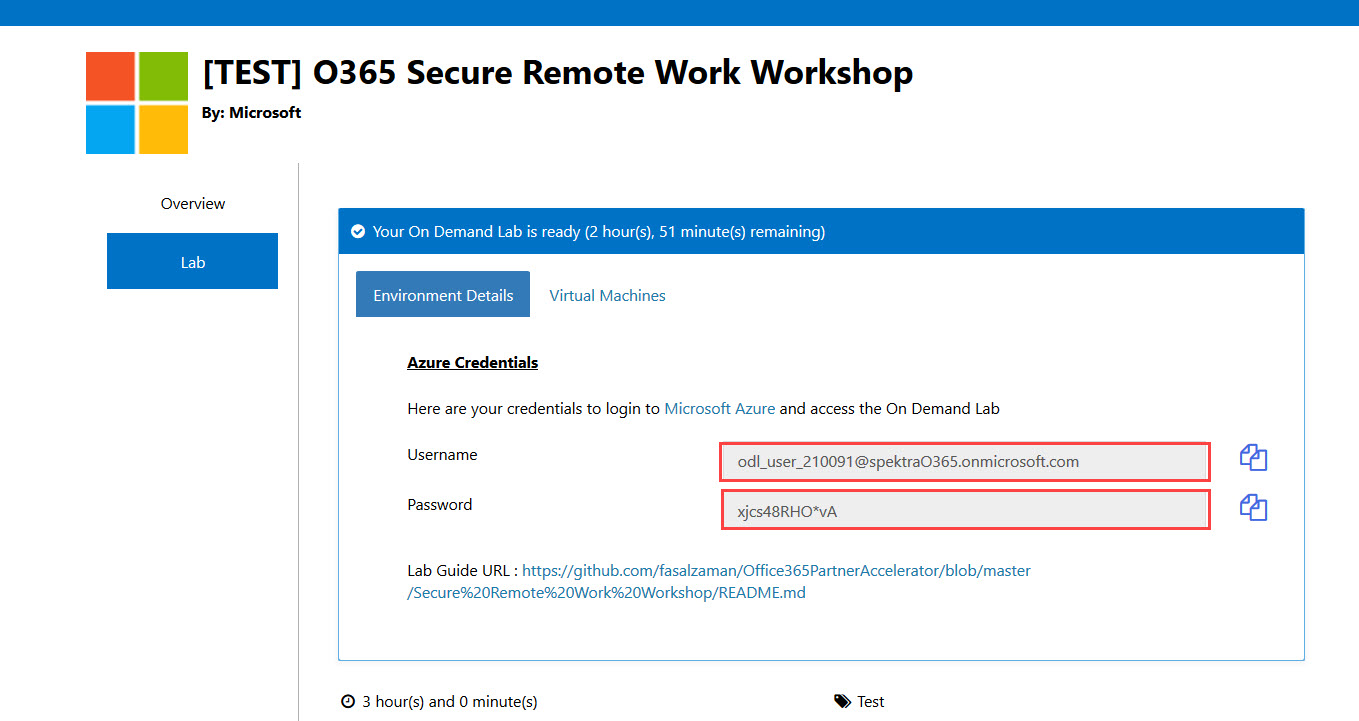 [TEST] O365 Secure Remote Work Workshop
By: Microsoft
Overview
Lab
Your On Demand Lab is ready (2 hour(s), 51 minute(s) remaining)
Environment Details
Virtual Machines
Azure Credentials
Here are your credentials to login to Microsoft Azure and access the On Demand Lab
Username
odl_user_210091@spektraO365.onmicrosoft.com
Password
xjcs48RHO*vA
Lab Guide URL : https://github.com/fasalzaman/Office365PartnerAccelerator/blob/master
/Secure%20Remote%20Work%20Workshop/README.md
3 hour(s) and 0 minute(s)
Test